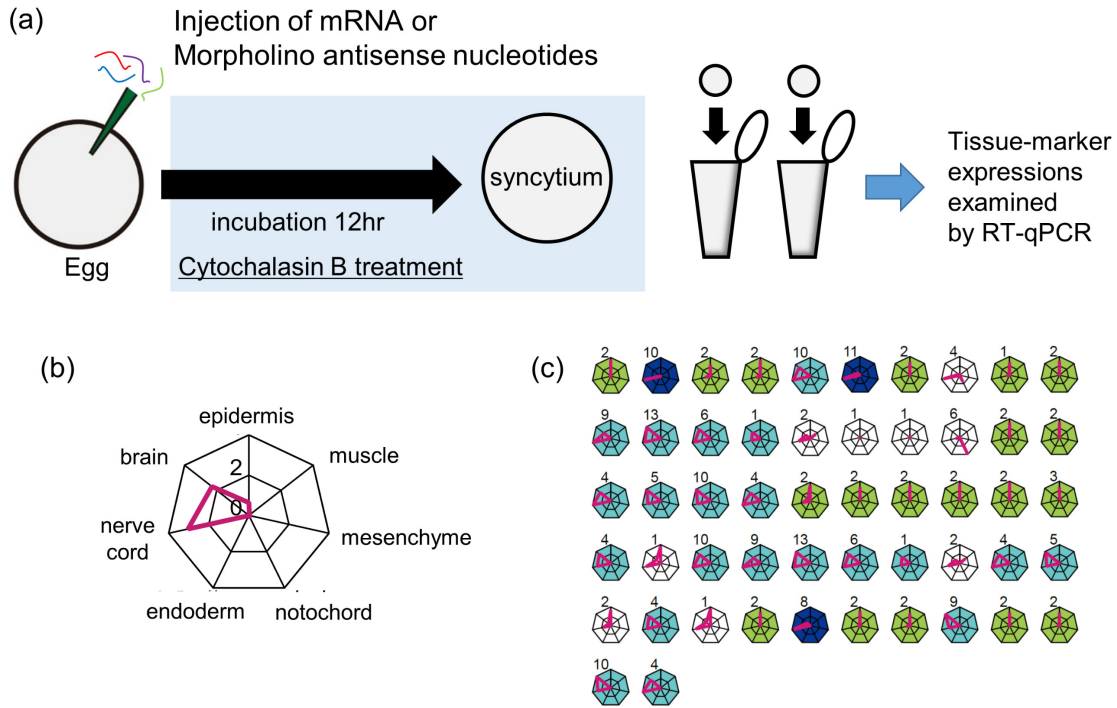 (a)
Injection of mRNA or
Morpholino antisense nucleotides
syncytium
incubation 12hr
Egg
Cytochalasin B treatment
Tissue-marker
expressions
examined
by RT-qPCR
(b)
epidermis
brain
muscle
2
0
nerve
cord
mesenchyme
endoderm
notochord
(c)
2 10 2 2 10 11 2 4 1 2
9 13 6 1 2 1 1 6 2 2
4 5 10 4 2 2 2 2 2 3
4 1 10 9 13 6 1 2 4 5
2 4 1 2 8 2 2 9 2 2
10 4